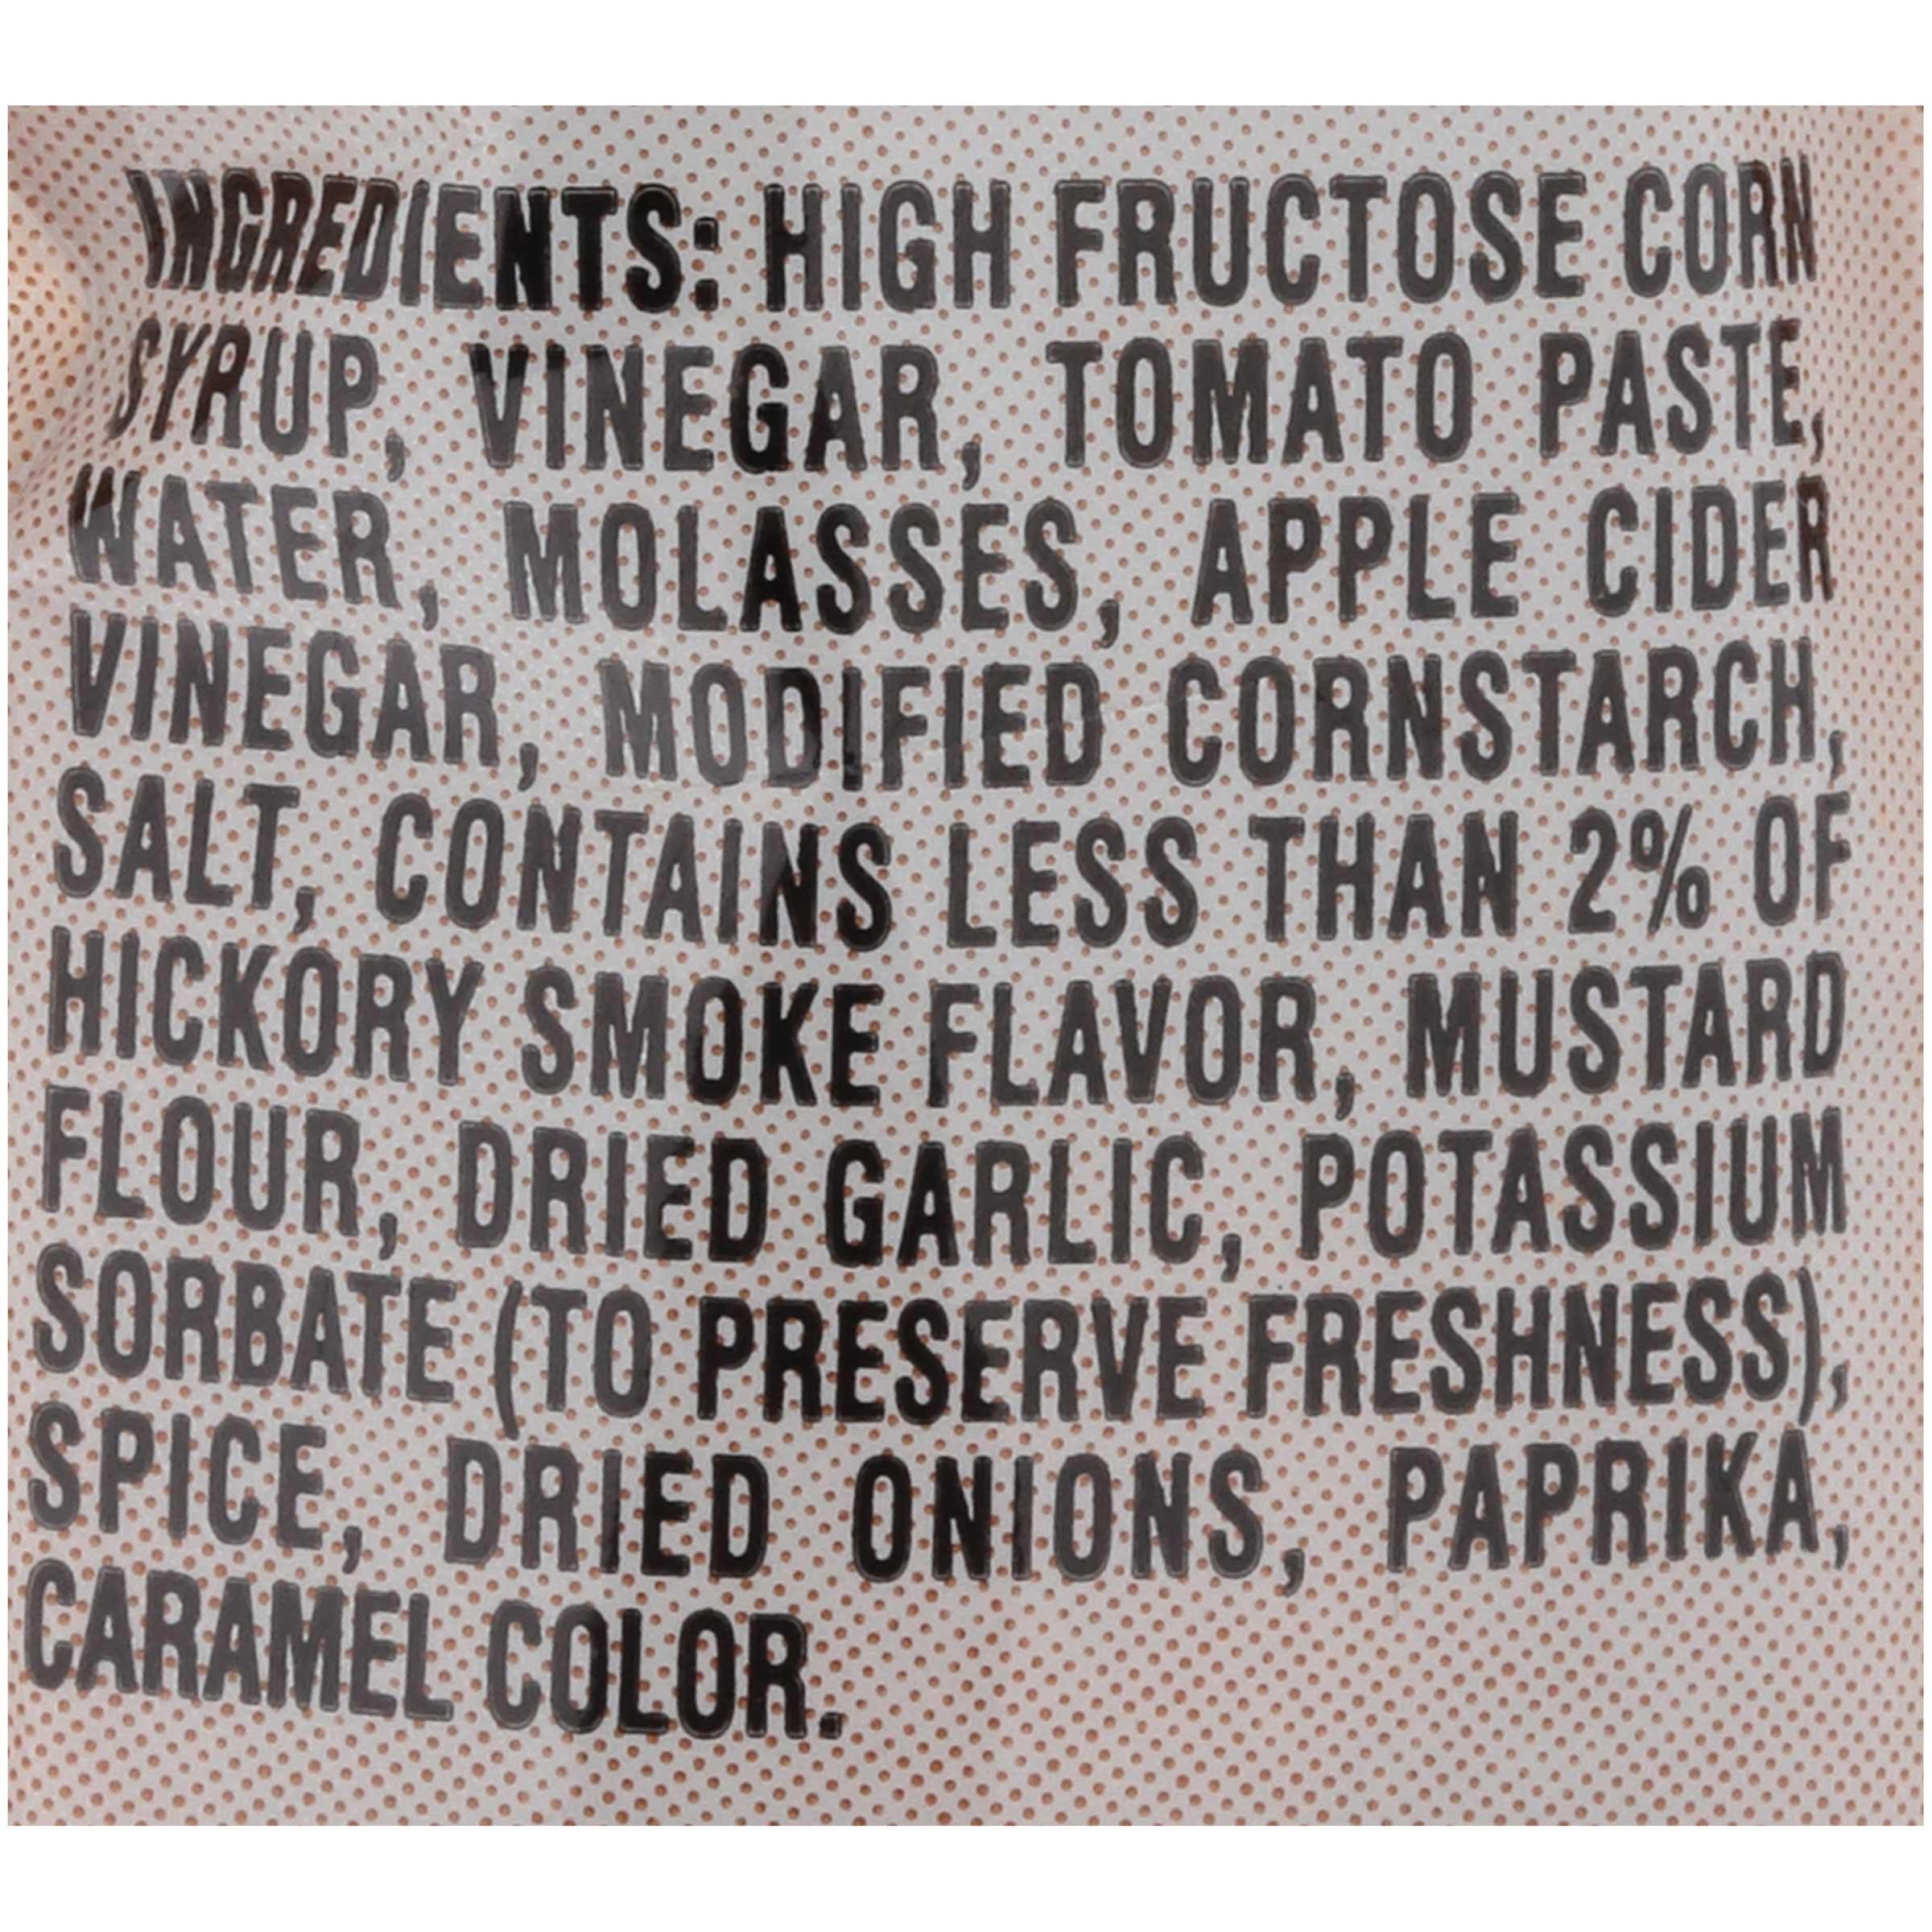 INGREDIENTS: HIGH FRUCTOSE CORN
SYRUP, VINEGAR, TOMATO PASTE,
WATER, MOLASSES, APPLE CIDER
VINEGAR, MODIFIED CORNSTARCH,
SALT, CONTAINS LESS THAN 2% OF
HICKORY SMOKE FLAVOR, MUSTARD
FLOUR, DRIED GARLIC, POTASSIUM
SORBATE (TO PRESERVE FRESHNESS),
SPICE, DRIED ONIONS, PAPRIKA,
CARAMEL COLOR.